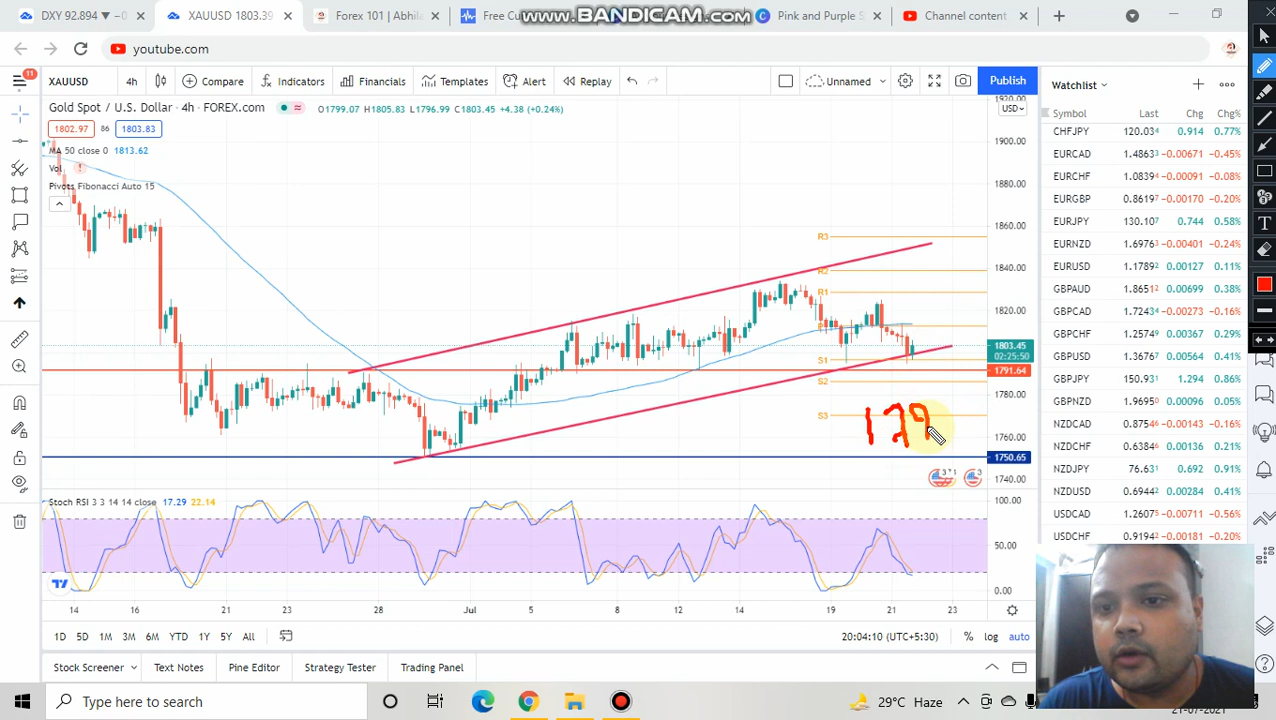 DXY 92.894 ▼ −0
XAUUSD 1803.39
Forex 101 | Abhila
Free Cu
www.BANDICAM.com
Pink and Purple S
Channel content
youtube.com
11
XAUUSD
4h
Compare
Indicators
Financials
Templates
Alert
Replay
Unnamed
Publish
Watchlist
Gold Spot / U.S. Dollar · 4h · FOREX.com
O1779.07 H1805.83 L1796.99 C1803.45 +4.38 (+0.24%)
USD
1802.97 86 1803.83
MA 50 close 0 1813.62
Vol
Pivots Fibonacci Auto 15
Symbol Last Chg Chg%
CHFJPY 120.034 0.914 0.77%
EURCAD 1.48633 −0.00671 −0.45%
EURCHF 1.08394 −0.00091 −0.08%
EURGBP 0.86197 −0.00170 −0.20%
EURJPY 130.107 0.744 0.58%
EURNZD 1.69763 −0.00401 −0.24%
EURUSD 1.17892 0.00127 0.11%
GBPAUD 1.86512 0.00699 0.38%
GBPCAD 1.72434 −0.00273 −0.16%
GBPCHF 1.25749 0.00367 0.29%
GBPUSD 1.36767 0.00564 0.41%
GBPJPY 150.931 1.294 0.86%
GBPNZD 1.96950 0.00096 0.05%
NZDCAD 0.87546 −0.00143 −0.16%
NZDCHF 0.63846 0.00136 0.21%
NZDJPY 76.631 0.692 0.91%
NZDUSD 0.69442 0.00284 0.41%
USDCAD 1.26075 −0.00711 −0.56%
USDCHF 0.91942 −0.00181 −0.20%
1920.00
1900.00
1880.00
1860.00
1840.00
1820.00
1803.45
02:25:50
1791.64
1780.00
1760.00
1750.65
1740.00
R3
R2
R1
P
S1
S2
S3
179
Stoch RSI 3 3 14 14 close 17.29 22.14
100.00
50.00
0.00
14 16 21 23 28 Jul 5 8 12 14 19 21 23
1D 5D 1M 3M 6M YTD 1Y 5Y All
20:04:10 (UTC+5:30) % log auto
Stock Screener Text Notes Pine Editor Strategy Tester Trading Panel
Type here to search
29°C Haze
21-07-2021